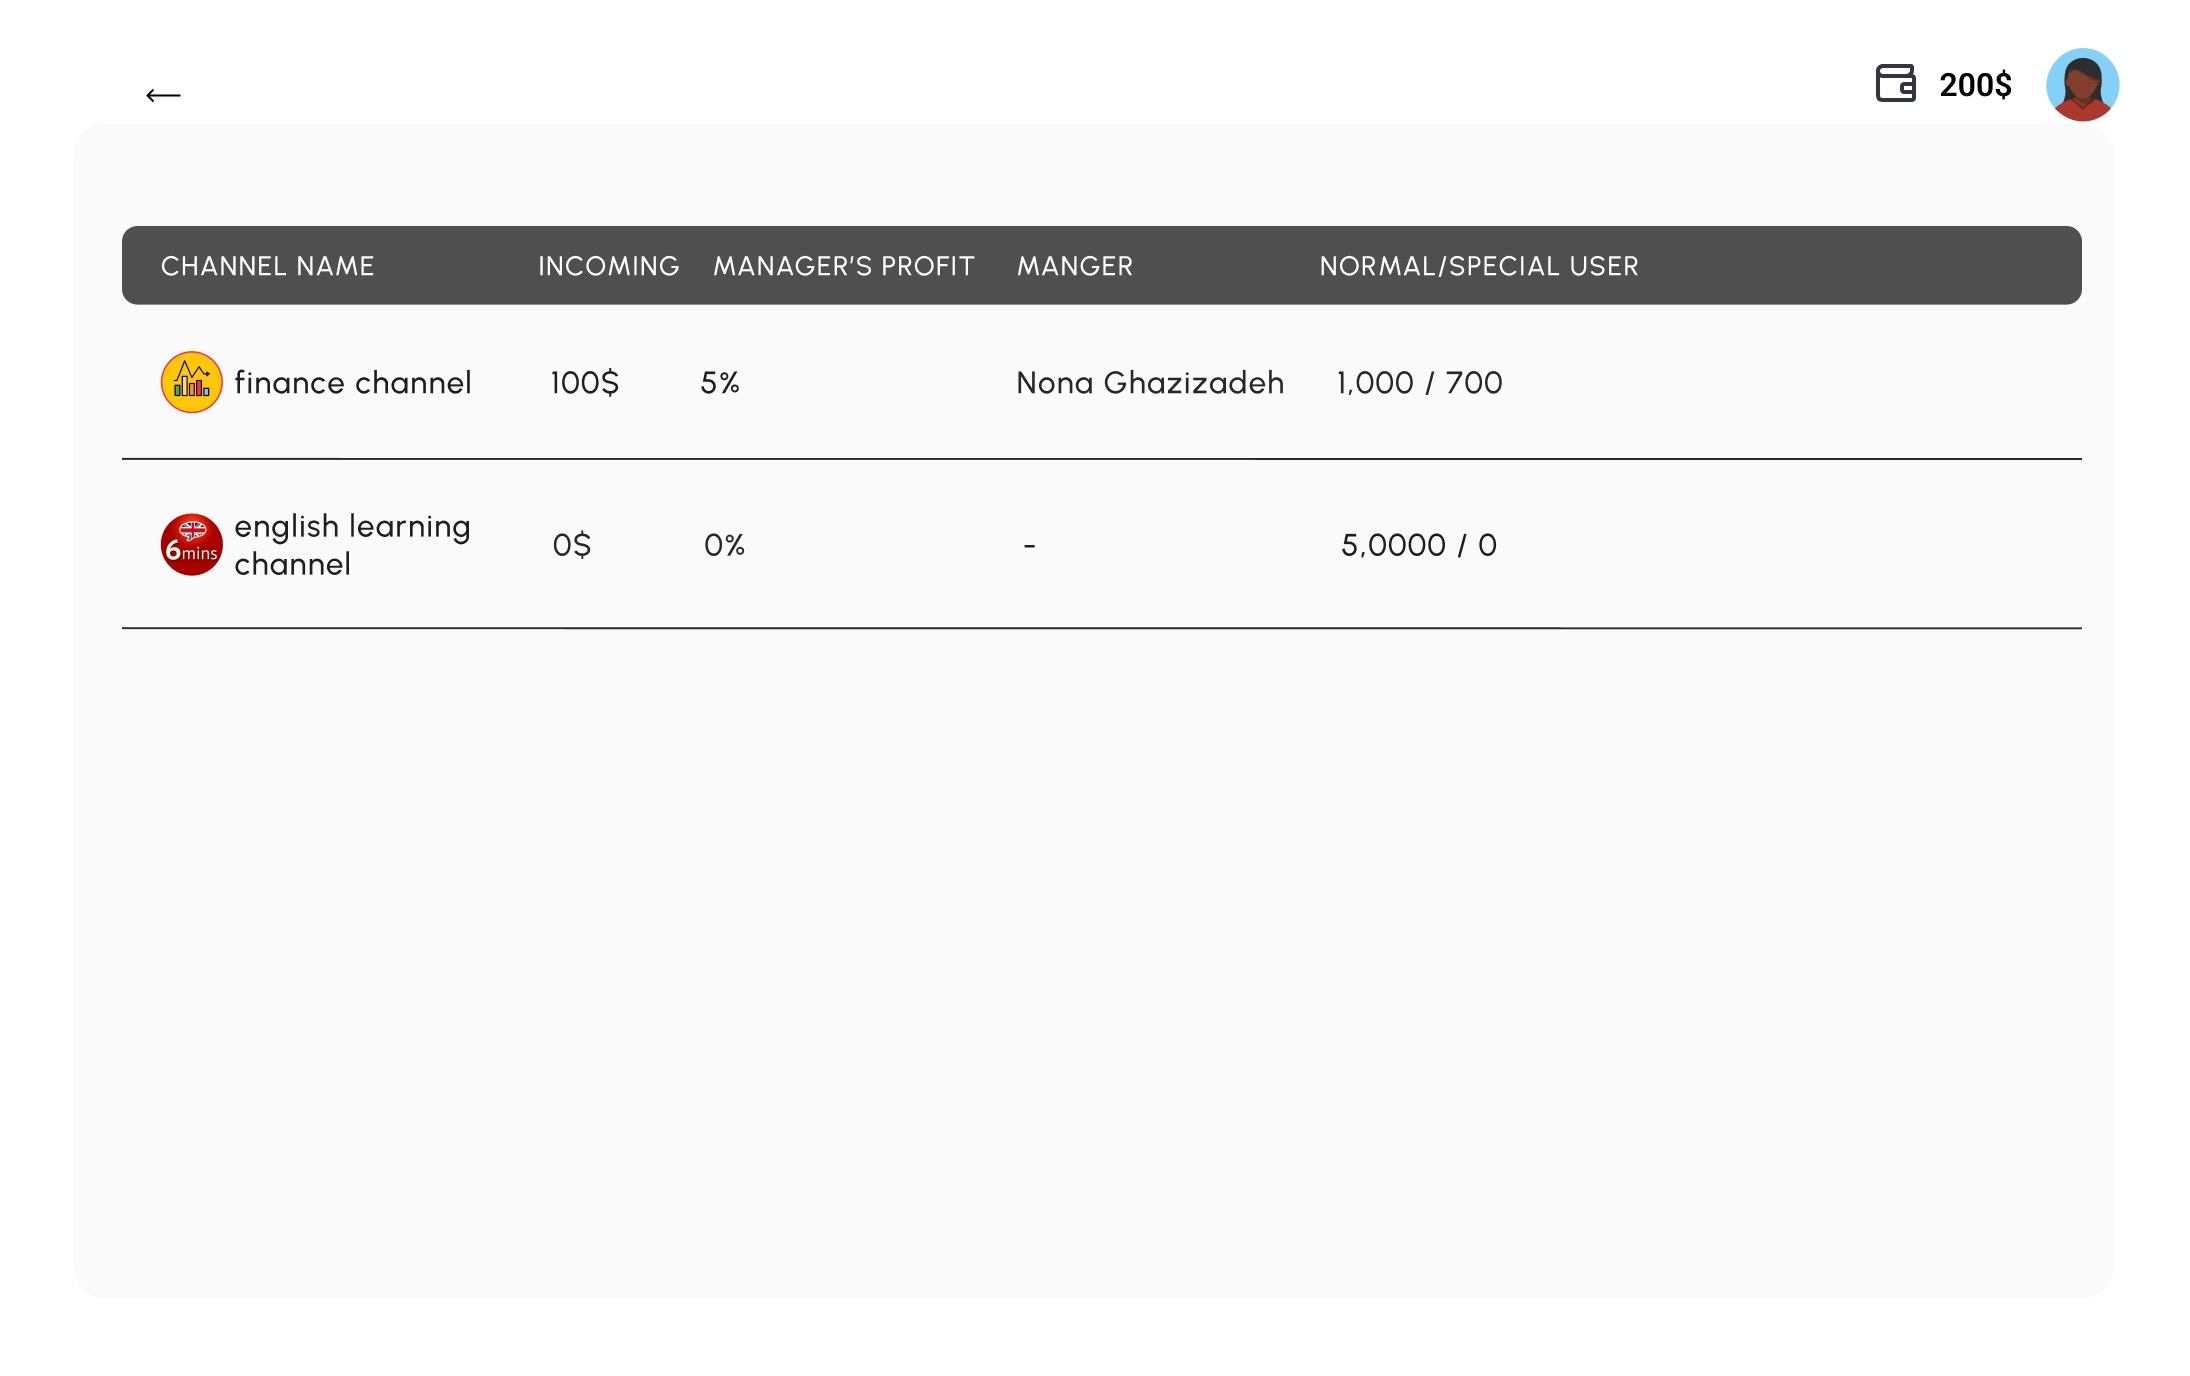 200$
CHANNEL NAME INCOMING MANAGER'S PROFIT MANGER NORMAL/SPECIAL USER
finance channel 100$ 5% Nona Ghazizadeh 1,000 / 700
english learning
6mins 0$ 0% - 5,0000 / 0
channel